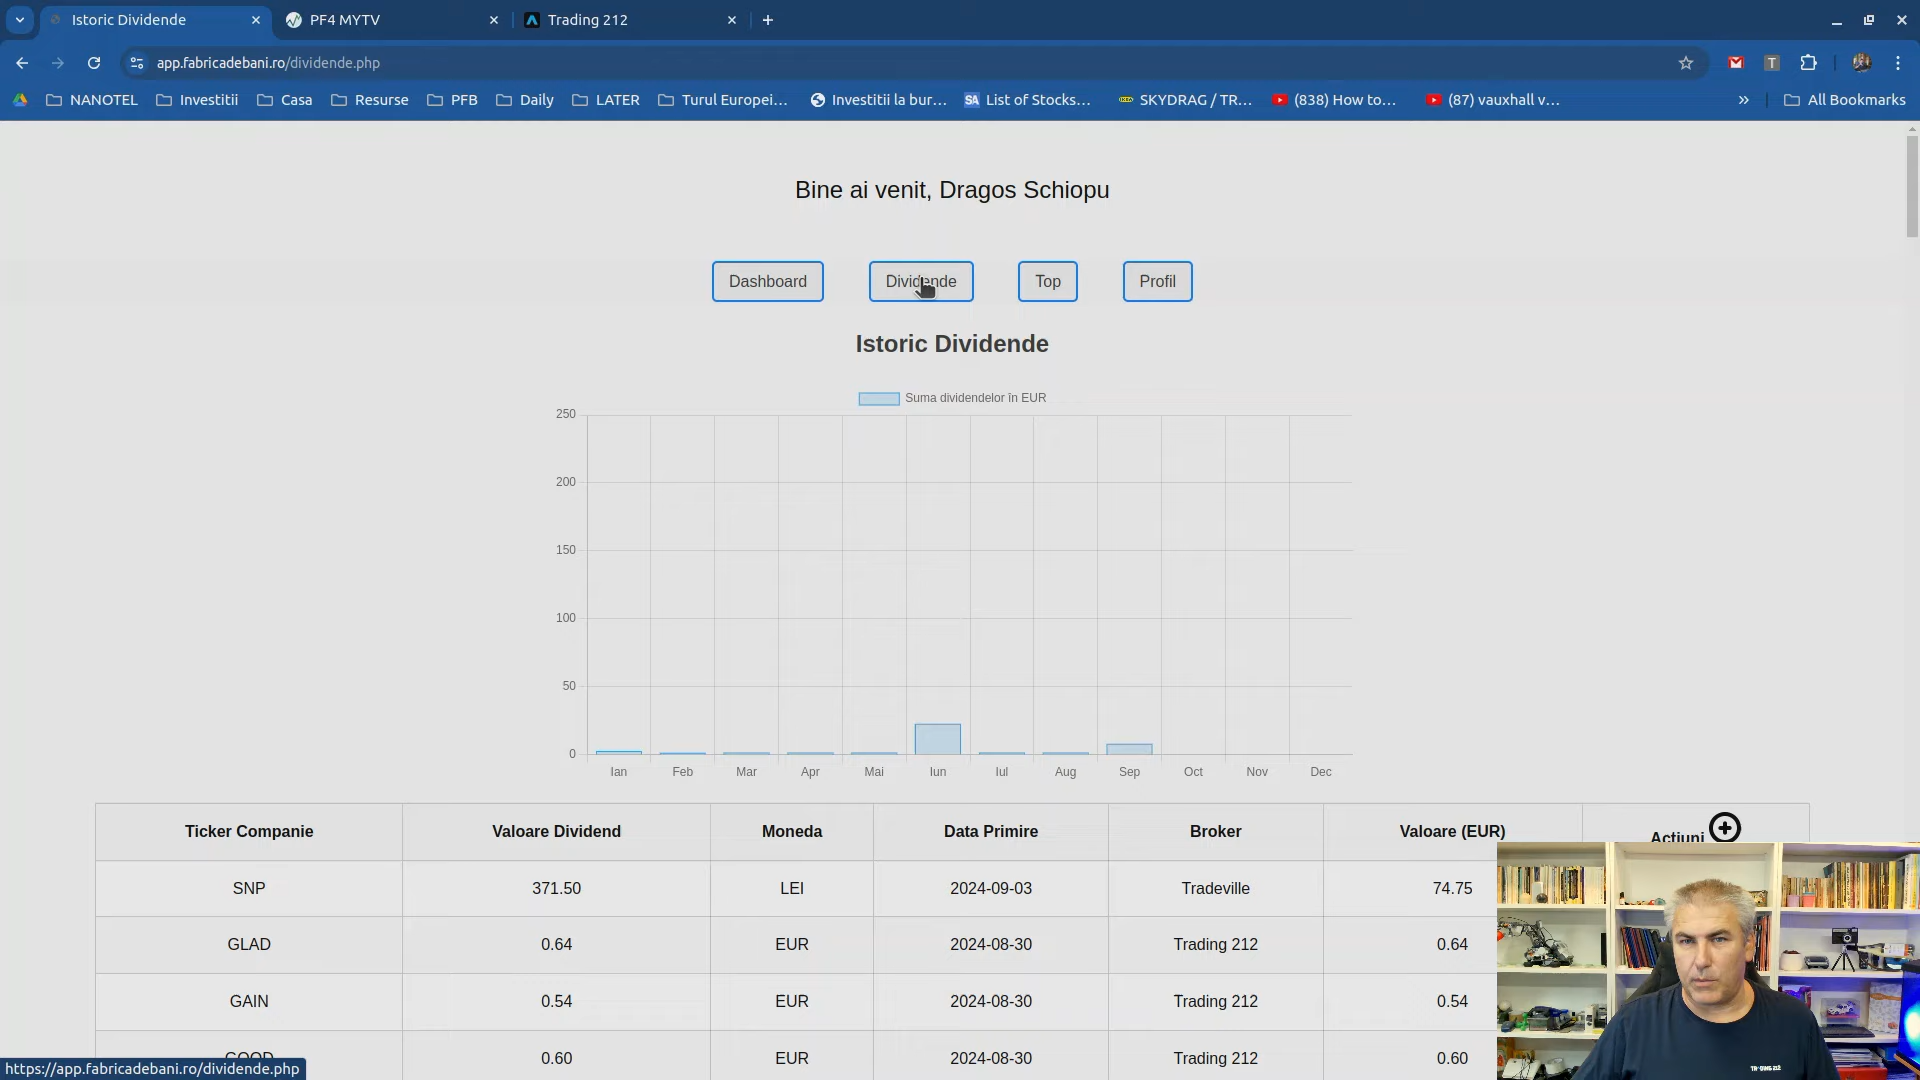 Istoric Dividende
PF4 MYTV
Trading 212
app.fabricadebani.ro/dividende.php
NANOTEL
Investitii
Casa
Resurse
PFB
Daily
LATER
Turul Europei...
Investitii la bur...
SA
List of Stocks...
SKYDRAG / TR...
(838) How to...
(87) vauxhall v...
»
All Bookmarks
Bine ai venit, Dragos Schiopu
Dashboard
Dividende
Top
Profil
Istoric Dividende
Suma dividendelor în EUR
250
200
150
100
50
0
Ian Feb Mar Apr Mai Iun Iul Aug Sep Oct Nov Dec
Ticker Companie Valoare Dividend Moneda Data Primire Broker Valoare (EUR) Acțiuni
SNP 371.50 LEI 2024-09-03 Tradeville 74.75
GLAD 0.64 EUR 2024-08-30 Trading 212 0.64
GAIN 0.54 EUR 2024-08-30 Trading 212 0.54
GOOD 0.60 EUR 2024-08-30 Trading 212 0.60
https://app.fabricadebani.ro/dividende.php
TRADING 212